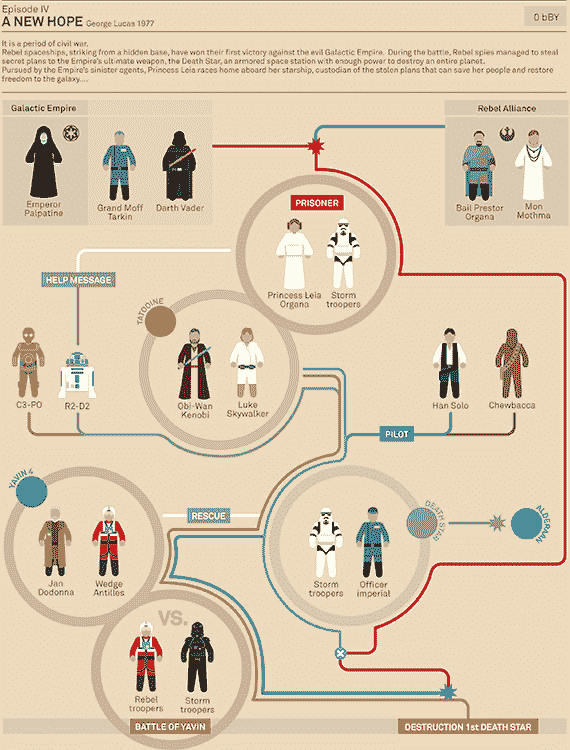 Episode IV
A NEW HOPE George Lucas 1977
0 bBY
It is a period of civil war.
Rebel spaceships, striking from a hidden base, have won their first victory against the evil Galactic Empire. During the battle, Rebel spies managed to steal
secret plans to the Empire's ultimate weapon, the Death Star, an armored space station with enough power to destroy an entire planet.
Pursued by the Empire's sinister agents, Princess Leia races home aboard her starship, custodian of the stolen plans that can save her people and restore
freedom to the galaxy....
Galactic Empire
Rebel Alliance
Emperor
Palpatine
Grand Moff
Tarkin
Darth Vader
Bail Prestor
Organa
Mon
Mothma
PRISONER
Princess Leia
Organa
Storm
troopers
HELP MESSAGE
TATOOINE
C3-PO
R2-D2
Obi-Wan
Kenobi
Luke
Skywalker
Han Solo
Chewbacca
PILOT
YAVIN 4
RESCUE
DEATH STAR
ALDERAAN
Jan
Dodonna
Wedge
Antilles
Storm
troopers
Officer
imperial
VS.
Rebel
troopers
Storm
troopers
BATTLE OF YAVIN
DESTRUCTION 1st DEATH STAR